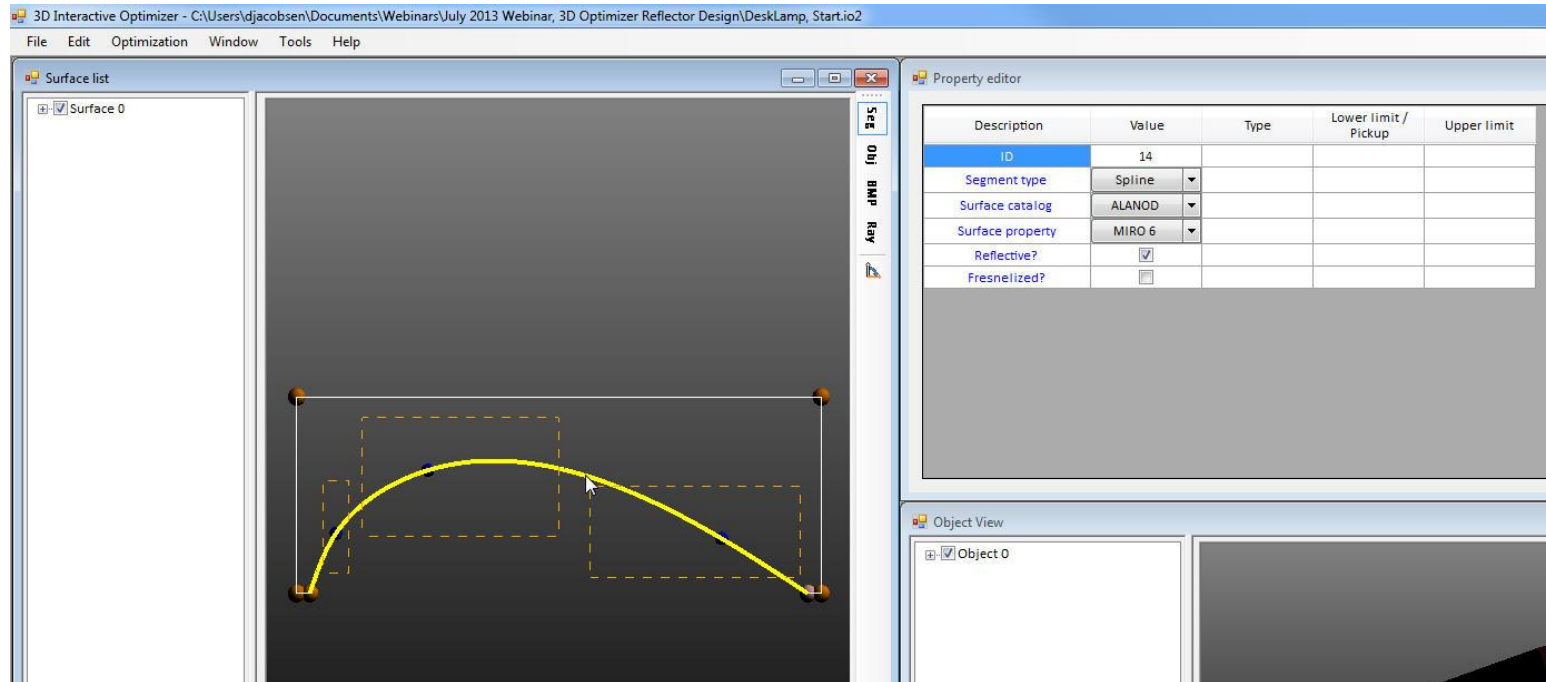 3D Interactive Optimizer - C:\Users\djacobsen\Documents\Webinars\July 2013 Webinar, 3D Optimizer Reflector Design\DeskLamp, Start.io2
File Edit Optimization Window Tools Help
Surface list
Surface 0
Seg
Obj
BMP
Ray
Property editor
Description Value Type Lower limit / Pickup Upper limit
ID 14
Segment type Spline
Surface catalog ALANOD
Surface property MIRO 6
Reflective?
Fresnelized?
Object View
Object 0